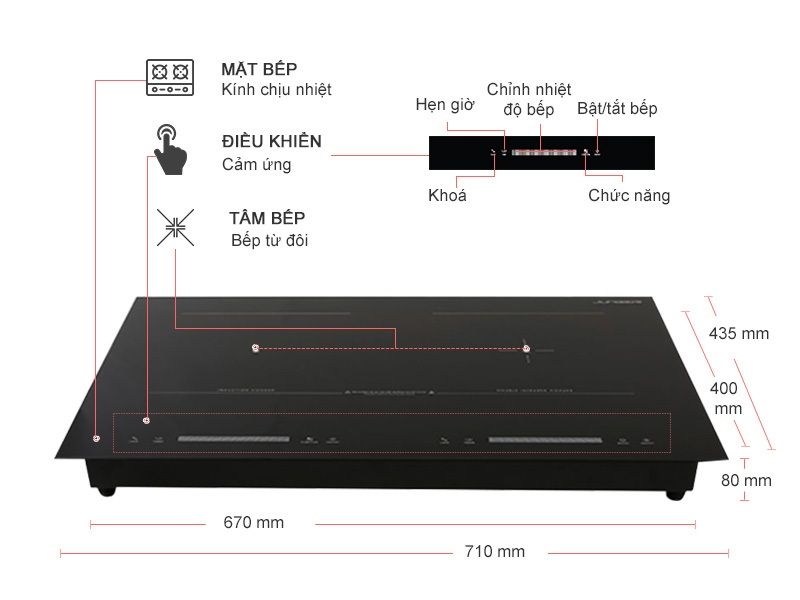 MẶT BẾP
Kính chịu nhiệt
ĐIỀU KHIỂN
Cảm ứng
TÂM BẾP
Bếp từ đôi
Hẹn giờ
Chỉnh nhiệt
độ bếp
Bật/tắt bếp
Khoá
Chức năng
435 mm
400
mm
80 mm
670 mm
710 mm